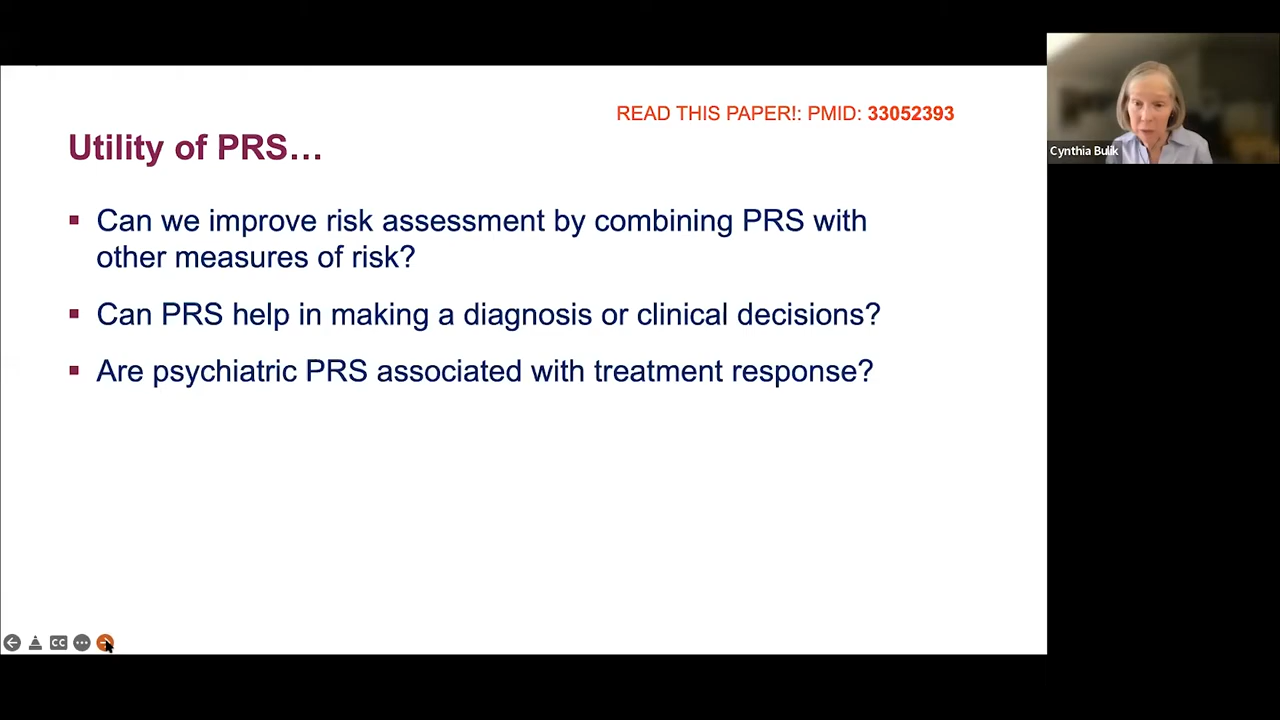 READ THIS PAPER!: PMID: 33052393
Utility of PRS…
▪ Can we improve risk assessment by combining PRS with
other measures of risk?
▪ Can PRS help in making a diagnosis or clinical decisions?
▪ Are psychiatric PRS associated with treatment response?
Cynthia Bulik
CC